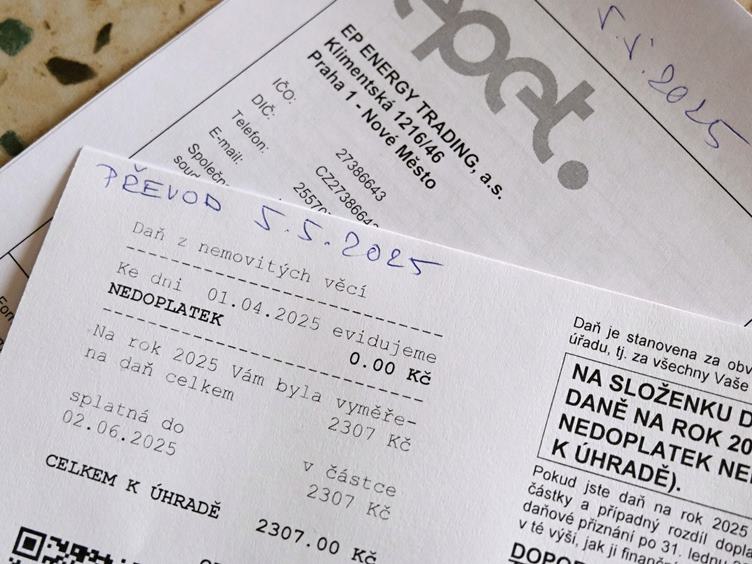 epet.
5.5.2025
EP ENERGY TRADING, a.s.
Klimentská 1216/46
Praha 1 - Nové Město
IČO: 27386643
DIČ: CZ27386643
Telefon: 2557
E-mail:
Společn
souc
PŘEVOD 5.5.2025
Daň z nemovitých věcí
Ke dni 01.04.2025 evidujeme
NEDOPLATEK 0.00 Kč
Na rok 2025 Vám byla vyměře-
na daň celkem 2307 Kč
splatná do v částce
02.06.2025 2307 Kč
CELKEM K ÚHRADĚ 2307.00 Kč
Daň je stanovena za obv
úřadu, tj. za všechny Vaše
NA SLOŽENKU D
DANĚ NA ROK 20
NEDOPLATEK NE
K ÚHRADĚ).
Pokud jste daň na rok 2025
částky a případný rozdíl dopla
daňové přiznání po 31. lednu
v té výši, jak ji finanč
DOPOR